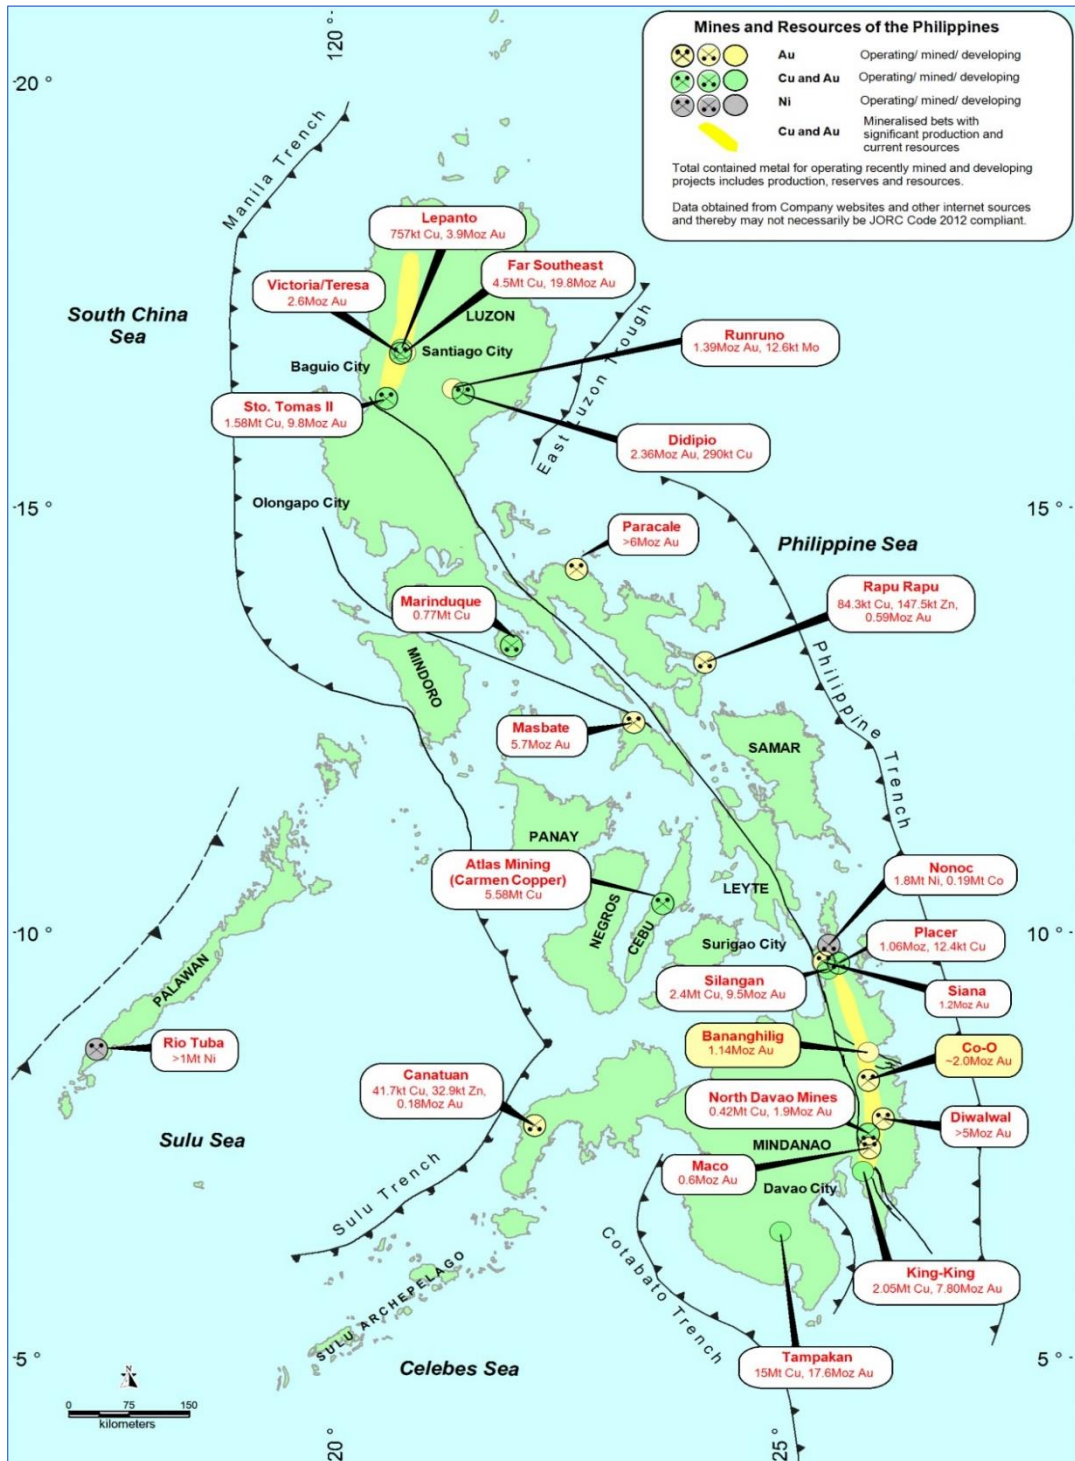 Mines and Resources of the Philippines
Au Operating/ mined/ developing
Cu and Au Operating/ mined/ developing
Ni Operating/ mined/ developing
Cu and Au Mineralised bets with
significant production and
current resources
Total contained metal for operating recently mined and developing
projects includes production, reserves and resources.
Data obtained from Company websites and other internet sources
and thereby may not necessarily be JORC Code 2012 compliant.
120 °
20 °
Manila Trench
Lepanto
757kt Cu, 3.9Moz Au
Far Southeast
4.5Mt Cu, 19.8Moz Au
Victoria/Teresa
2.6Moz Au
LUZON
South China
Sea
Santiago City
Baguio City
East Luzon Trough
Runruno
1.39Moz Au, 12.6kt Mo
Sto. Tomas II
1.58Mt Cu, 9.8Moz Au
Didipio
2.36Moz Au, 290kt Cu
15 °
Olongapo City
15 °
Paracale
>6Moz Au
Philippine Sea
Marinduque
0.77Mt Cu
Rapu Rapu
84.3kt Cu, 147.5kt Zn,
0.59Moz Au
MINDORO
Philippine Trench
Masbate
5.7Moz Au
SAMAR
PANAY
Atlas Mining
(Carmen Copper)
5.58Mt Cu
LEYTE
Nonoc
1.8Mt Ni, 0.19Mt Co
NEGROS
CEBU
Surigao City
Placer
1.06Moz, 12.4kt Cu
10 °
10 °
PALAWAN
Silangan
2.4Mt Cu, 9.5Moz Au
Siana
1.2Moz Au
Rio Tuba
>1Mt Ni
Bananghilig
1.14Moz Au
Co-O
~2.0Moz Au
Canatuan
41.7kt Cu, 32.9kt Zn,
0.18Moz Au
North Davao Mines
0.42Mt Cu, 1.9Moz Au
Diwalwal
>5Moz Au
Sulu Sea
MINDANAO
Maco
0.6Moz Au
Davao City
Sulu Trench
Cotabato Trench
King-King
2.05Mt Cu, 7.80Moz Au
SULU ARCHEPELAGO
Celebes Sea
Tampakan
15Mt Cu, 17.6Moz Au
5 °
5 °
N
0 75 150
kilometers
20 °
25 °